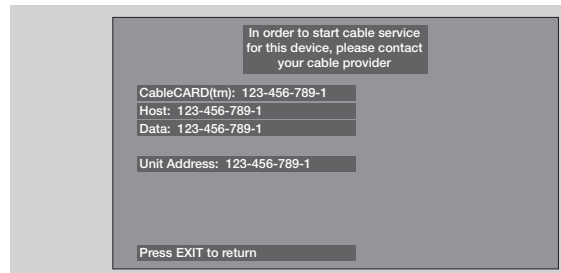 In order to start cable service
for this device, please contact
your cable provider
CableCARD(tm): 123-456-789-1
Host: 123-456-789-1
Data: 123-456-789-1
Unit Address: 123-456-789-1
Press EXIT to return